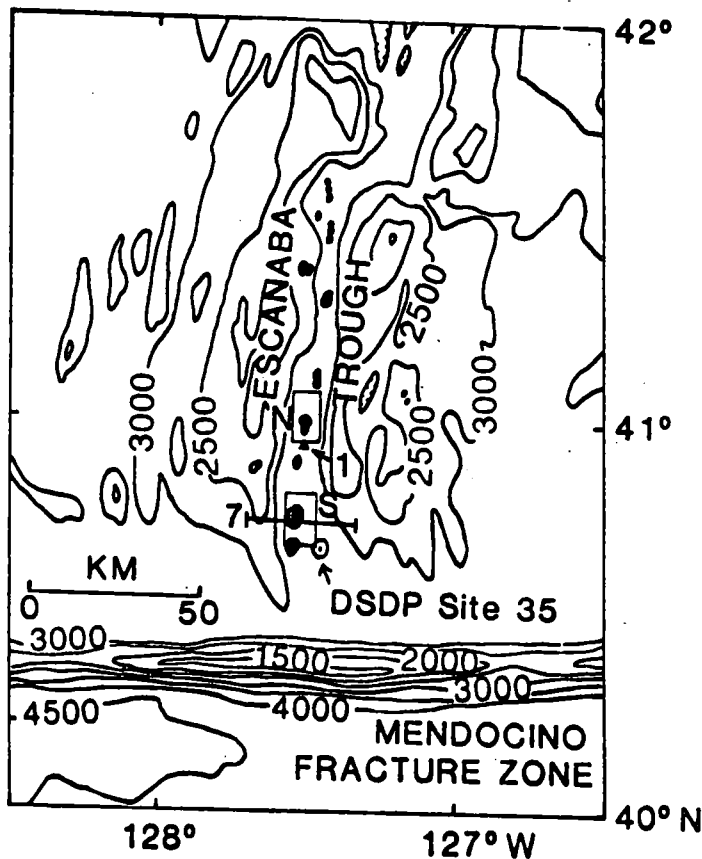 42°
ESCANABA
TROUGH
2500
3000
3000
2500
N
2500
41°
1
7
S
KM
0 50
DSDP Site 35
3000
1500
2000
3000
4500
4000
MENDOCINO
FRACTURE ZONE
40° N
128°
127° W